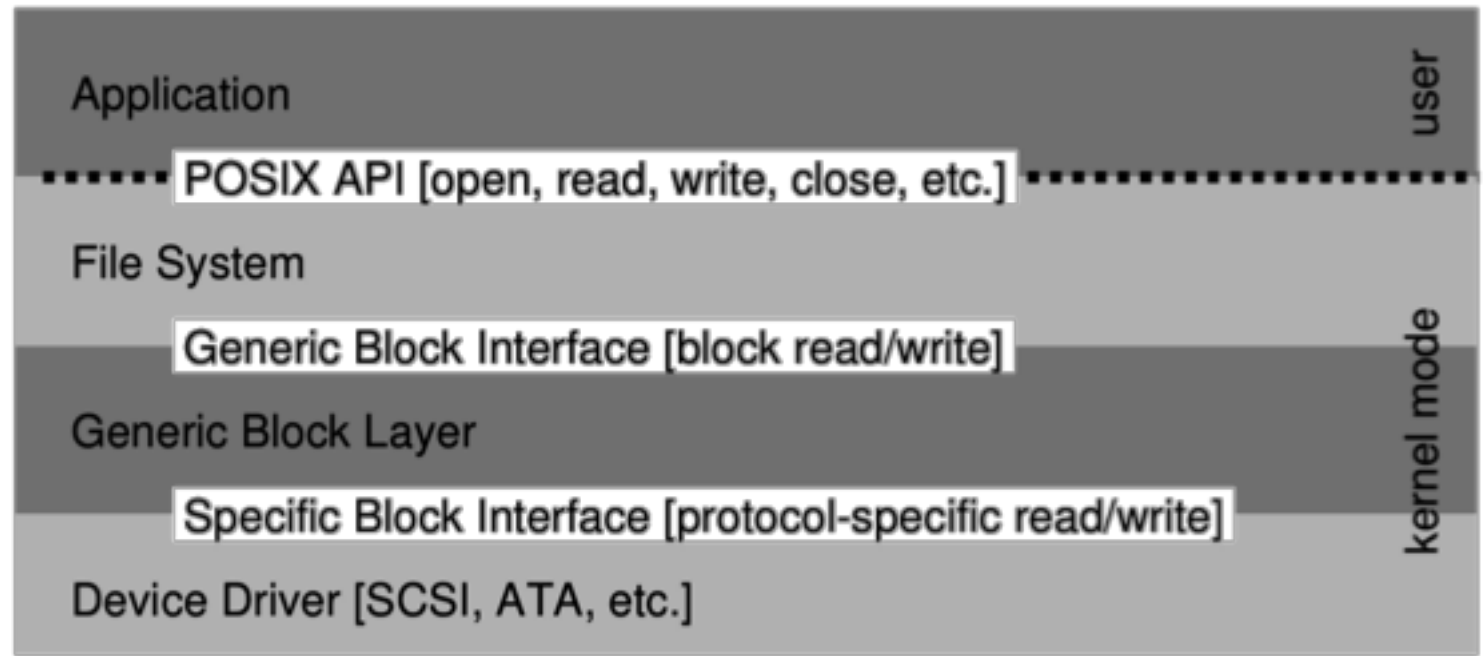 Application
user
POSIX API [open, read, write, close, etc.]
File System
Generic Block Interface [block read/write]
kernel mode
Generic Block Layer
Specific Block Interface [protocol-specific read/write]
Device Driver [SCSI, ATA, etc.]